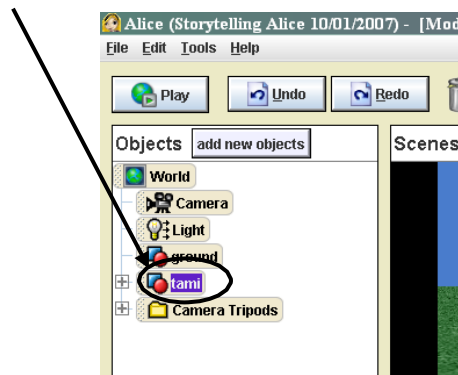 Alice (Storytelling Alice 10/01/2007) - [Mod
File Edit Tools Help
Play Undo Redo
Objects add new objects Scenes
World
Camera
Light
ground
tami
Camera Tripods